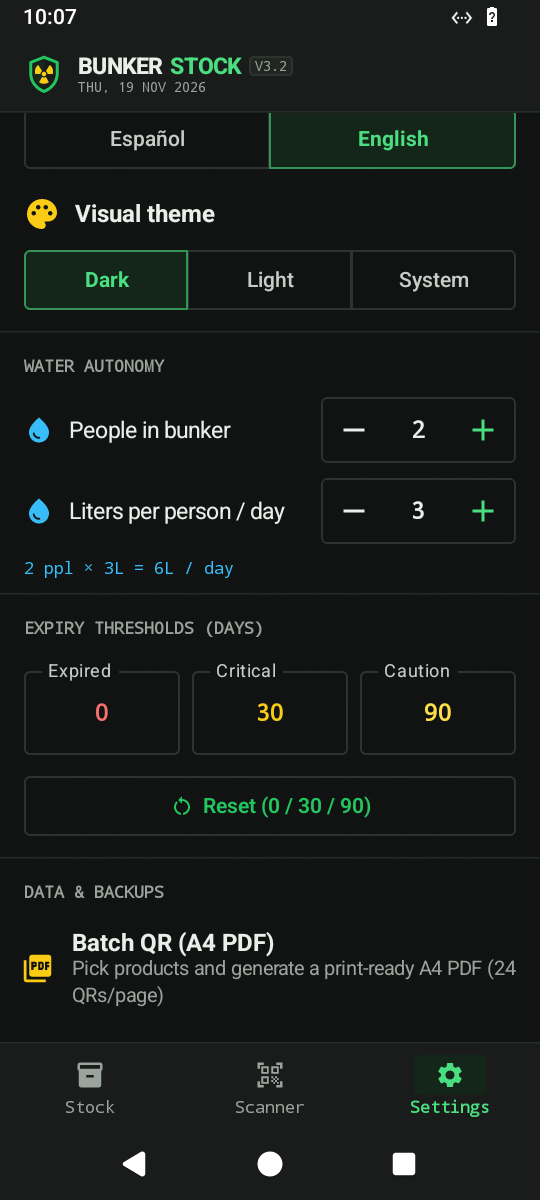 10:07
BUNKER STOCK V3.2
THU, 19 NOV 2026
Español English
Visual theme
Dark Light System
WATER AUTONOMY
People in bunker — 2 +
Liters per person / day — 3 +
2 ppl × 3L = 6L / day
EXPIRY THRESHOLDS (DAYS)
Expired Critical Caution
0 30 90
Reset (0 / 30 / 90)
DATA & BACKUPS
PDF
Batch QR (A4 PDF)
Pick products and generate a print-ready A4 PDF (24
QRs/page)
Stock Scanner Settings